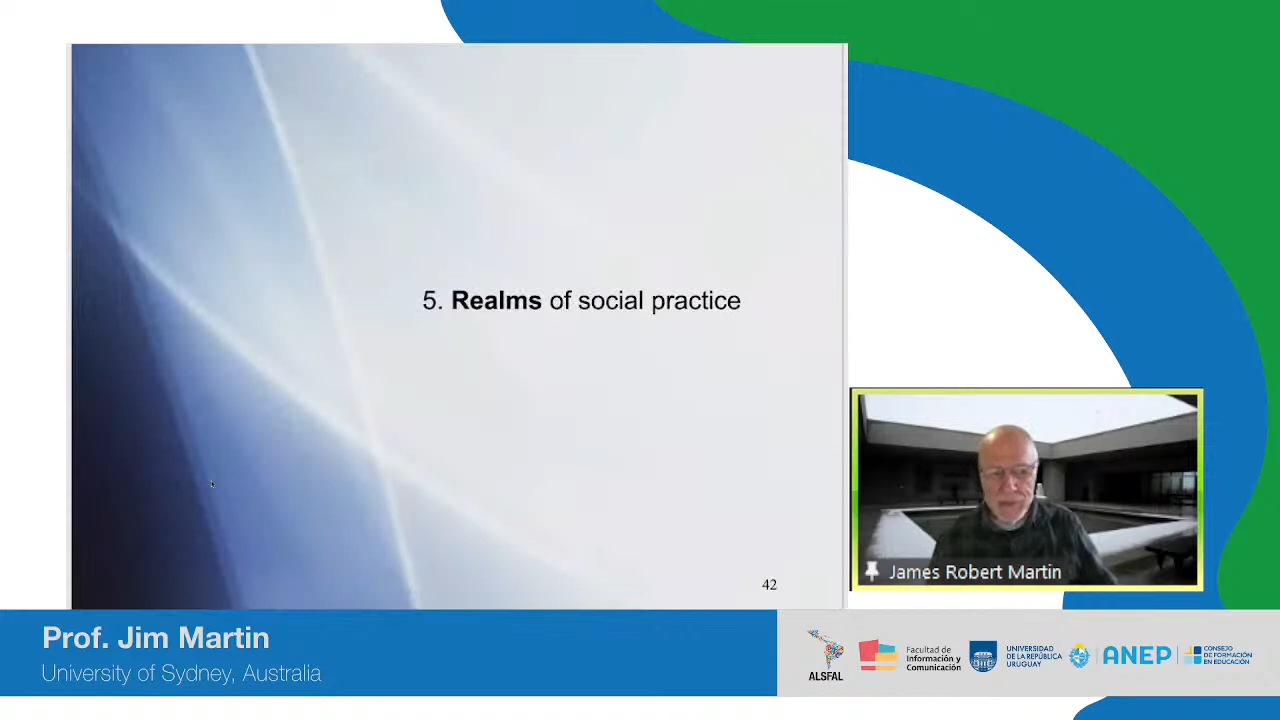 5. Realms of social practice
42
James Robert Martin
Prof. Jim Martin
University of Sydney, Australia
ALSFAL
Facultad de
Información y
Comunicación
UNIVERSIDAD
DE LA REPÚBLICA
URUGUAY
ANEP
CONSEJO
DE FORMACIÓN
EN EDUCACIÓN